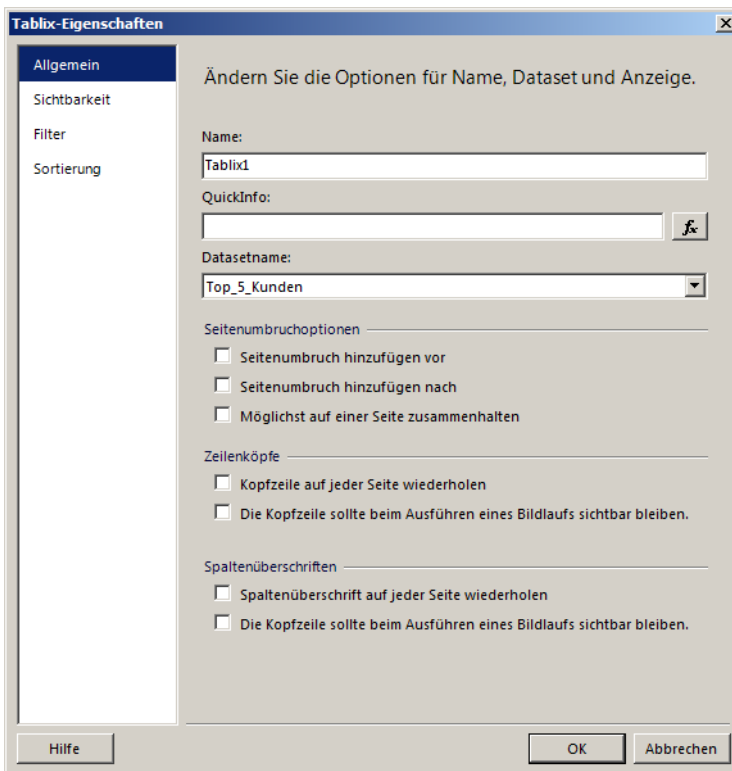 Tablix-Eigenschaften
Allgemein
Sichtbarkeit
Filter
Sortierung
Ändern Sie die Optionen für Name, Dataset und Anzeige.
Name:
Tablix1
QuickInfo:
fx
Datasetname:
Top_5_Kunden
Seitenumbruchoptionen
Seitenumbruch hinzufügen vor
Seitenumbruch hinzufügen nach
Möglichst auf einer Seite zusammenhalten
Zeilenköpfe
Kopfzeile auf jeder Seite wiederholen
Die Kopfzeile sollte beim Ausführen eines Bildlaufs sichtbar bleiben.
Spaltenüberschriften
Spaltenüberschrift auf jeder Seite wiederholen
Die Kopfzeile sollte beim Ausführen eines Bildlaufs sichtbar bleiben.
Hilfe
OK
Abbrechen